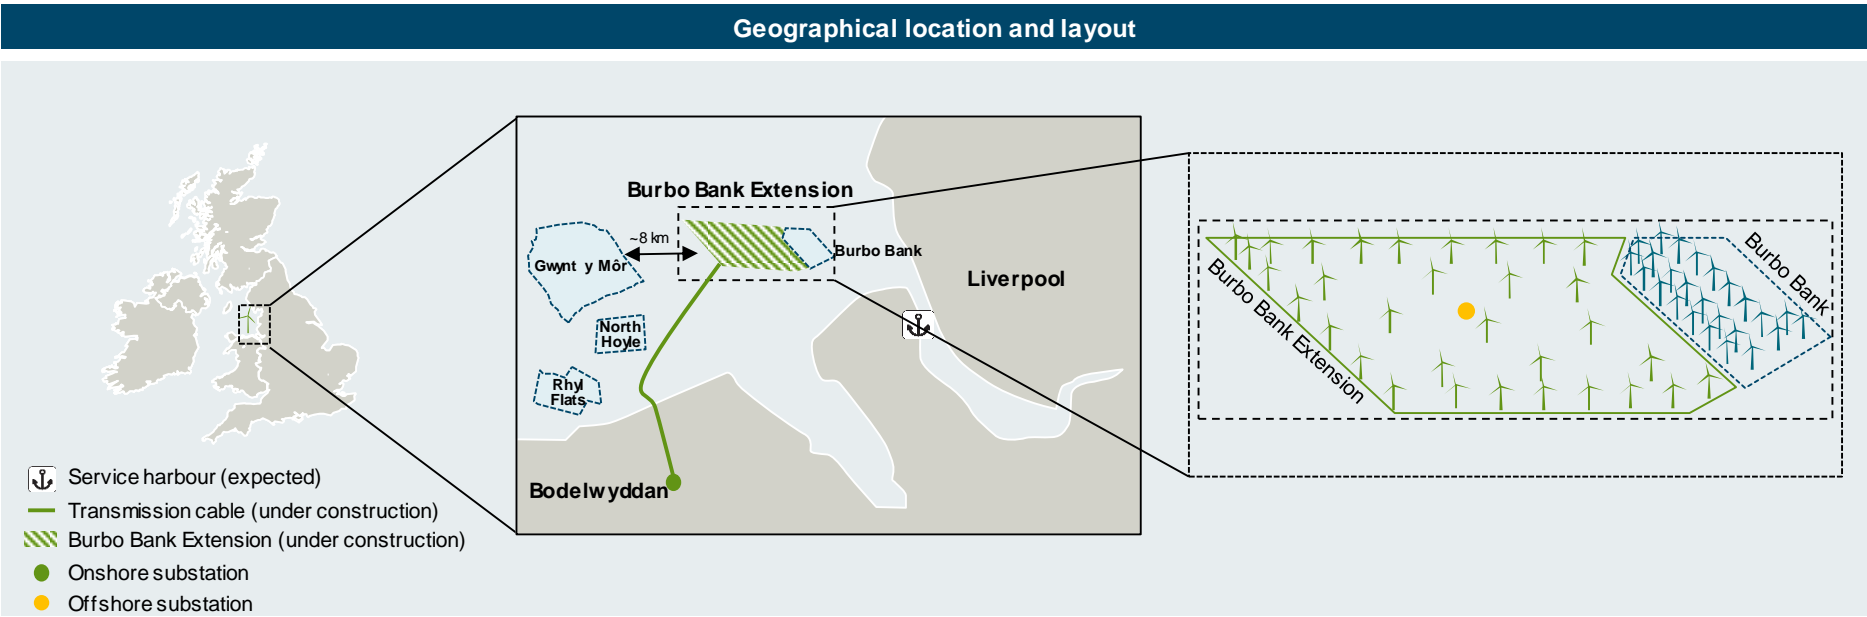 Geographical location and layout
Burbo Bank Extension
~8 km
Gwynt y Môr
Burbo Bank
Liverpool
North
Hoyle
Rhyl
Flats
Bodelwyddan
Burbo Bank Extension
Burbo Bank
Service harbour (expected)
Transmission cable (under construction)
Burbo Bank Extension (under construction)
Onshore substation
Offshore substation